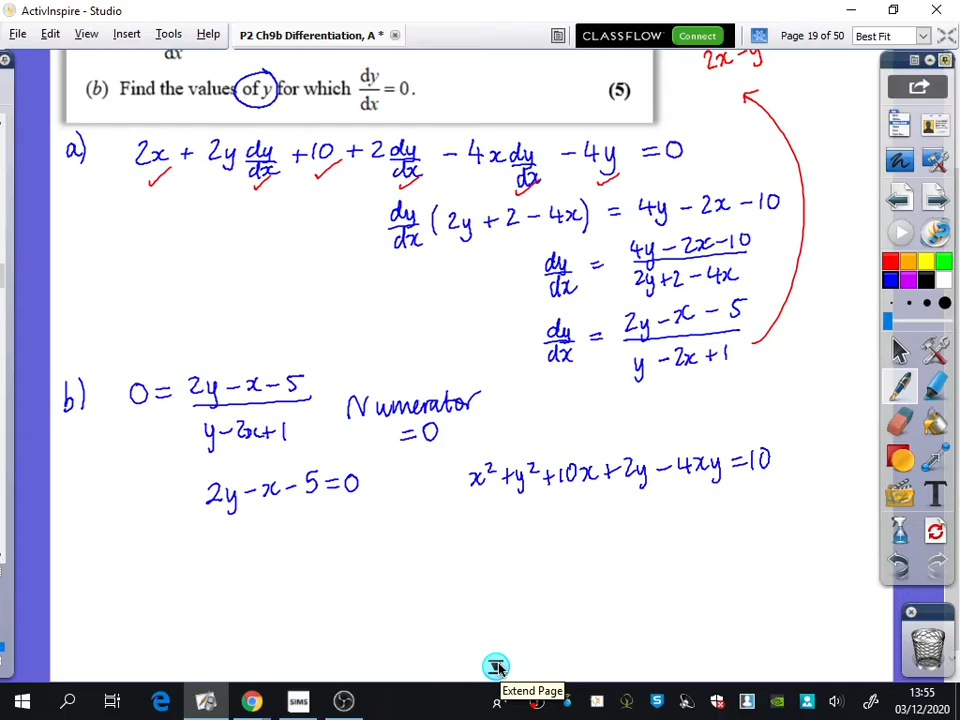 ActivInspire - Studio
File Edit View Insert Tools Help P2 Ch9b Differentiation, A * CLASSFLOW Connect Page 19 of 50 Best Fit
dx
2x - y
(b) Find the values of y for which dy/dx = 0. (5)
a) 2x + 2y dy/dx + 10 + 2 dy/dx - 4x dy/dx - 4y = 0
dy/dx (2y + 2 - 4x) = 4y - 2x - 10
dy/dx = (4y - 2x - 10)/(2y + 2 - 4x)
dy/dx = (2y - x - 5)/(y - 2x + 1)
b) 0 = (2y - x - 5)/(y - 2x + 1) Numerator = 0
2y - x - 5 = 0 x² + y² + 10x + 2y - 4xy = 10
Extend Page
SIMS
13:55
03/12/2020